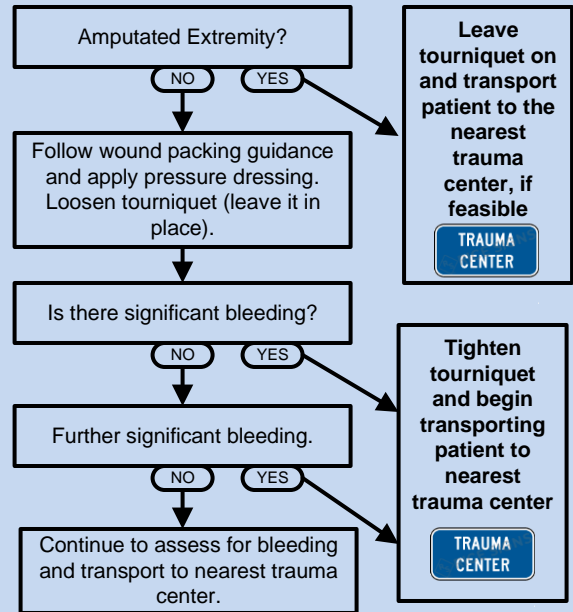 Amputated Extremity?
NO
YES
Leave
tourniquet on
and transport
patient to the
nearest
trauma
center, if
feasible
TRAUMA
CENTER
Follow wound packing guidance
and apply pressure dressing.
Loosen tourniquet (leave it in
place).
Is there significant bleeding?
NO
YES
Tighten
tourniquet
and begin
transporting
patient to
nearest
trauma center
TRAUMA
CENTER
Further significant bleeding.
NO
YES
Continue to assess for bleeding
and transport to nearest trauma
center.